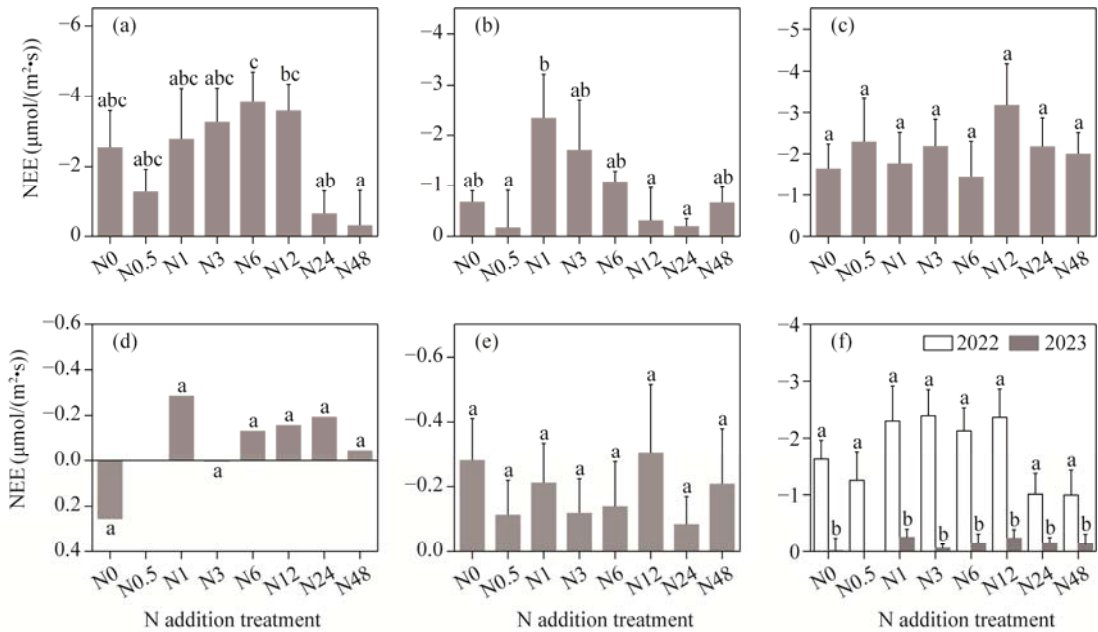 NEE (μmol/(m²•s))
−6
−4
−2
0
(a)
abc
abc
abc
abc
c
bc
ab
a
N0
N0.5
N1
N3
N6
N12
N24
N48
−4
−3
−2
−1
0
(b)
ab
a
b
ab
ab
a
a
ab
N0
N0.5
N1
N3
N6
N12
N24
N48
−5
−4
−3
−2
−1
0
(c)
a
a
a
a
a
a
a
a
N0
N0.5
N1
N3
N6
N12
N24
N48
NEE (μmol/(m²•s))
−0.6
−0.4
−0.2
0.0
0.2
0.4
(d)
a
a
a
a
a
a
a
N0
N0.5
N1
N3
N6
N12
N24
N48
N addition treatment
−0.6
−0.4
−0.2
0.0
(e)
a
a
a
a
a
a
a
a
N0
N0.5
N1
N3
N6
N12
N24
N48
N addition treatment
−4
−3
−2
−1
0
(f)
2022
2023
a
b
a
a
b
a
b
a
b
a
b
a
b
a
b
N0
N0.5
N1
N3
N6
N12
N24
N48
N addition treatment